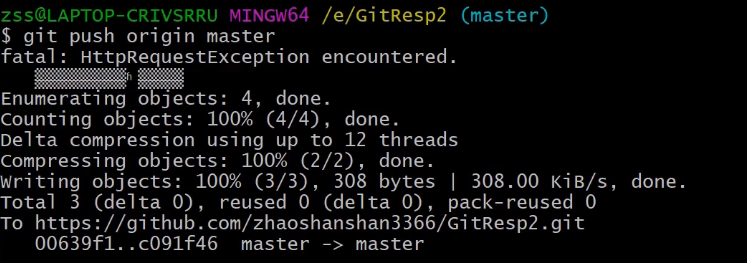 zss@LAPTOP-CRIVSRRU MINGW64 /e/GitResp2 (master)
$ git push origin master
fatal: HttpRequestException encountered.
Enumerating objects: 4, done.
Counting objects: 100% (4/4), done.
Delta compression using up to 12 threads
Compressing objects: 100% (2/2), done.
Writing objects: 100% (3/3), 308 bytes | 308.00 KiB/s, done.
Total 3 (delta 0), reused 0 (delta 0), pack-reused 0
To https://github.com/zhaoshanshan3366/GitResp2.git
00639f1..c091f46  master -> master